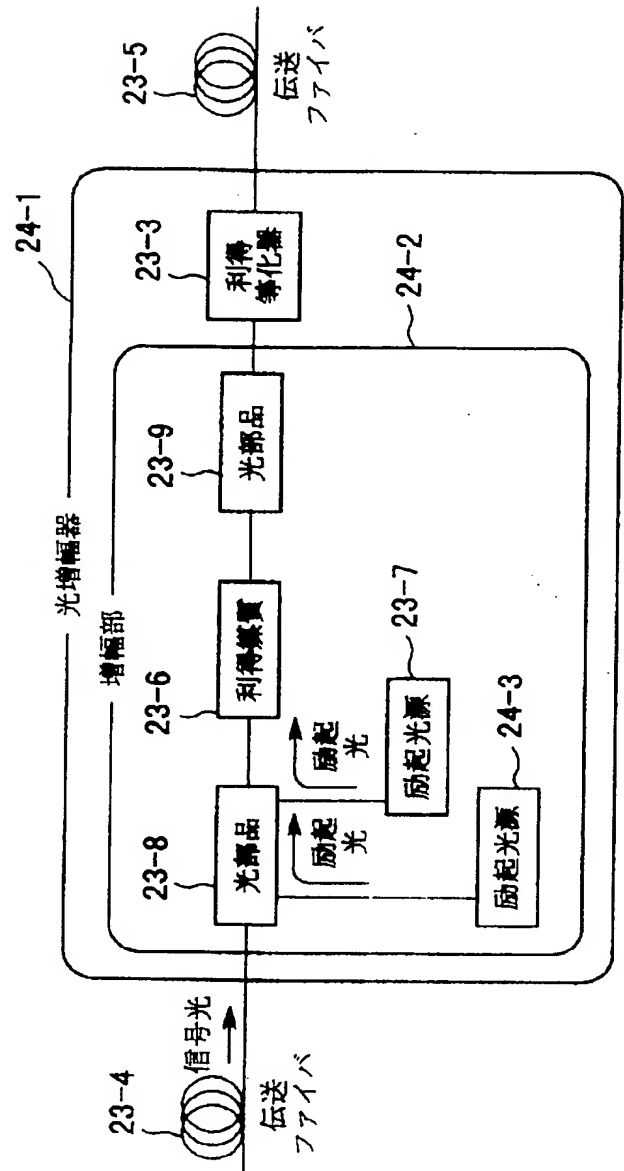 23-4
伝送
ファイバ
信号光
光増幅器
24-1
増幅部
24-2
23-8
光部品
励起
光
励起
光
23-6
利得媒質
23-9
光部品
23-3
利得
等化器
23-7
励起光源
24-3
励起光源
23-5
伝送
ファイバ